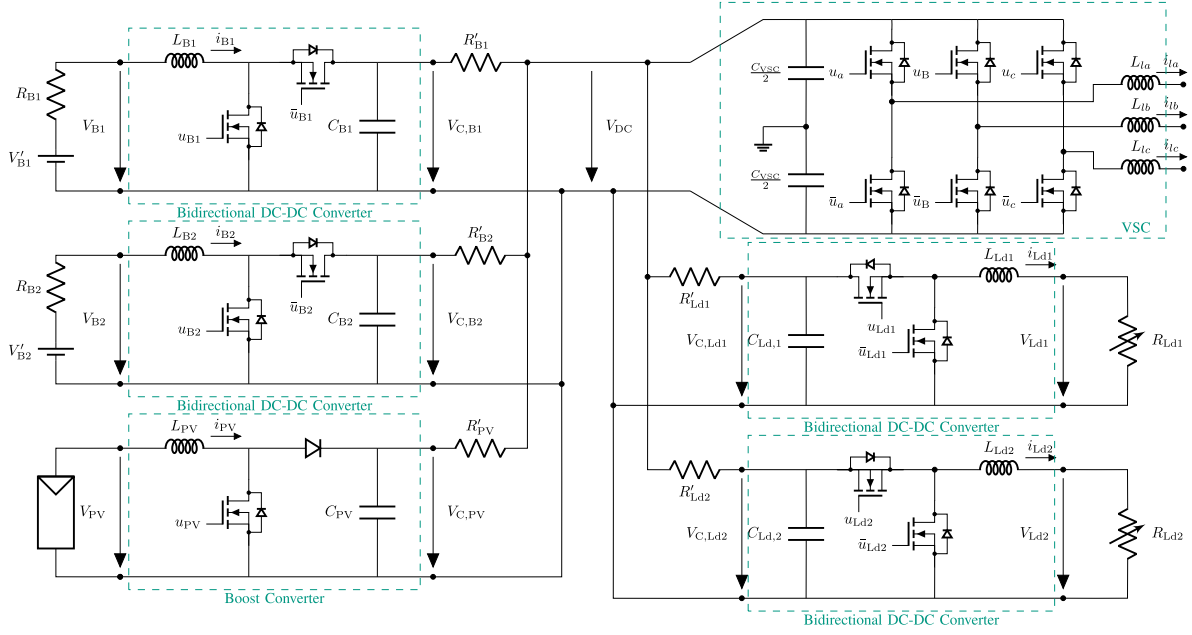 L_B1
i_B1
R_B1
V′_B1
V_B1
u_B1
ū_B1
C_B1
V_C,B1
R′_B1
Bidirectional DC-DC Converter
L_B2
i_B2
R_B2
V′_B2
V_B2
u_B2
ū_B2
C_B2
V_C,B2
R′_B2
Bidirectional DC-DC Converter
L_PV
i_PV
V_PV
u_PV
C_PV
V_C,PV
R′_PV
Boost Converter
V_DC
C_VSC/2
C_VSC/2
u_a
u_B
u_c
ū_a
ū_B
ū_c
L_la
i_la
L_lb
i_lb
L_lc
i_lc
VSC
R′_Ld1
V_C,Ld1
C_Ld,1
u_Ld1
ū_Ld1
L_Ld1
i_Ld1
V_Ld1
R_Ld1
Bidirectional DC-DC Converter
R′_Ld2
V_C,Ld2
C_Ld,2
u_Ld2
ū_Ld2
L_Ld2
i_Ld2
V_Ld2
R_Ld2
Bidirectional DC-DC Converter